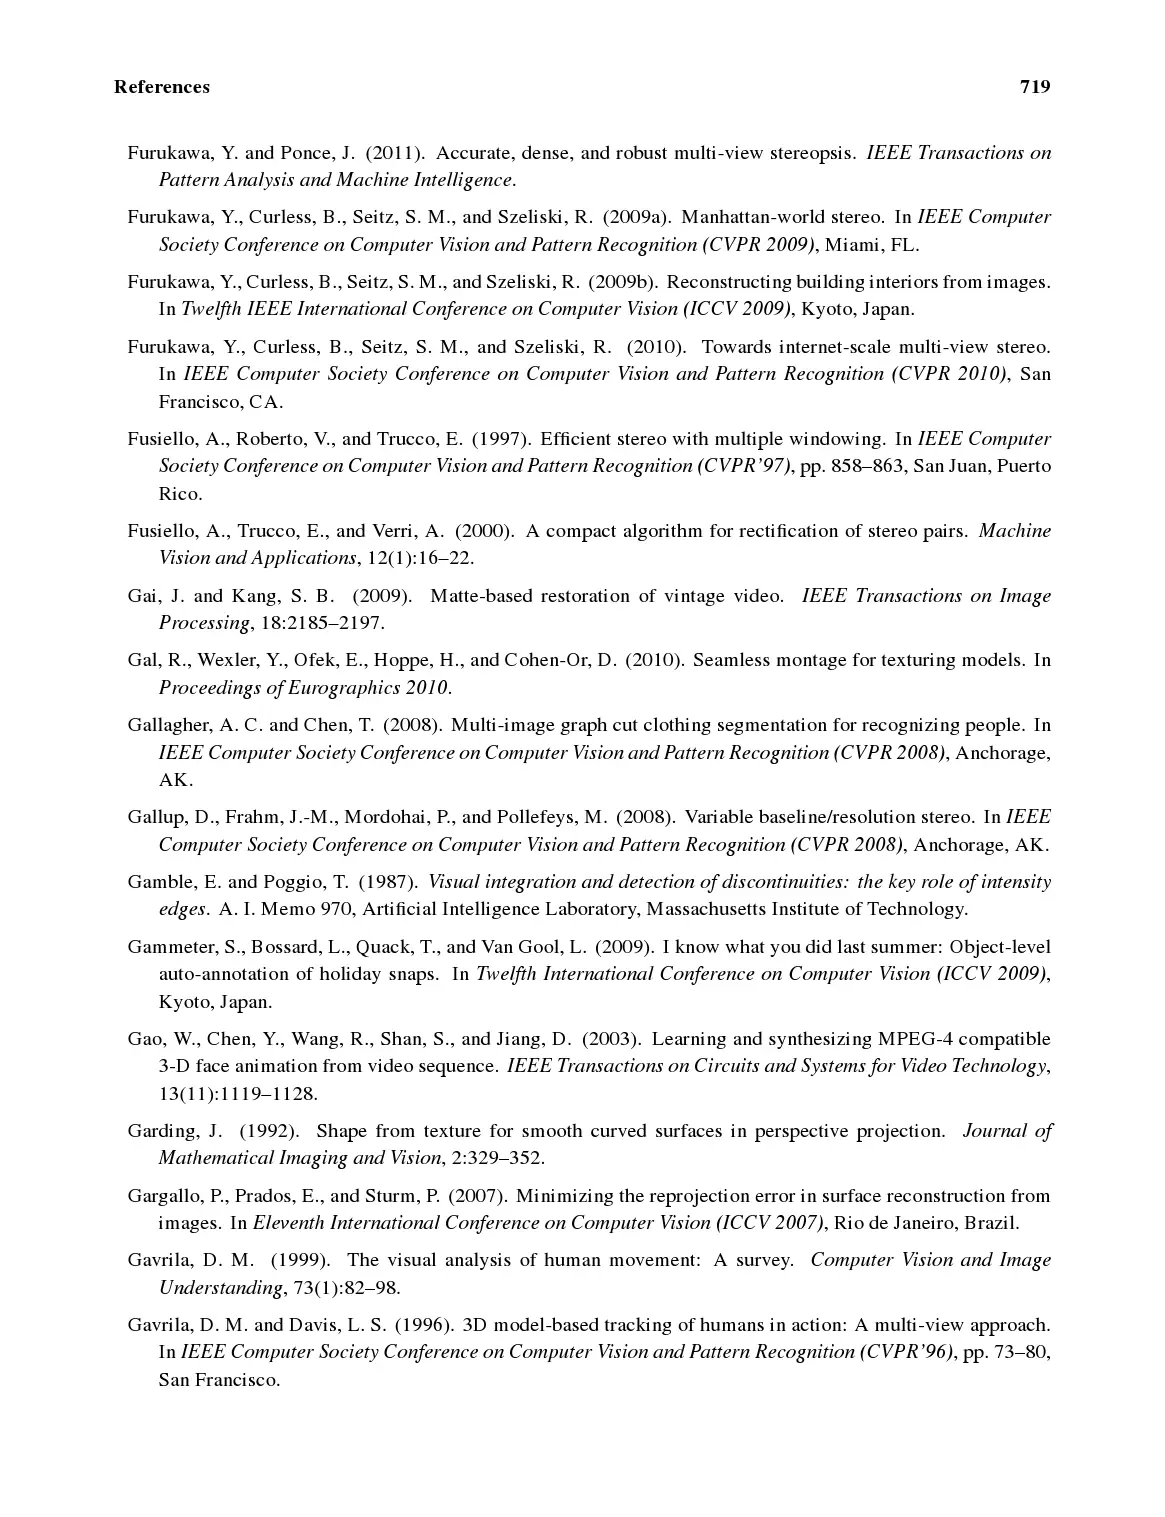 References 719
Furukawa, Y. and Ponce, J. (2011). Accurate, dense, and robust multi-view stereopsis. IEEE Transactions on
Pattern Analysis and Machine Intelligence.
Furukawa, Y., Curless, B., Seitz, S. M., and Szeliski, R. (2009a). Manhattan-world stereo. In IEEE Computer
Society Conference on Computer Vision and Pattern Recognition (CVPR 2009), Miami, FL.
Furukawa, Y., Curless, B., Seitz, S. M., and Szeliski, R. (2009b). Reconstructing building interiors from images.
In Twelfth IEEE International Conference on Computer Vision (ICCV 2009), Kyoto, Japan.
Furukawa, Y., Curless, B., Seitz, S. M., and Szeliski, R. (2010). Towards internet-scale multi-view stereo.
In IEEE Computer Society Conference on Computer Vision and Pattern Recognition (CVPR 2010), San
Francisco, CA.
Fusiello, A., Roberto, V., and Trucco, E. (1997). Efficient stereo with multiple windowing. In IEEE Computer
Society Conference on Computer Vision and Pattern Recognition (CVPR'97), pp. 858–863, San Juan, Puerto
Rico.
Fusiello, A., Trucco, E., and Verri, A. (2000). A compact algorithm for rectification of stereo pairs. Machine
Vision and Applications, 12(1):16–22.
Gai, J. and Kang, S. B. (2009). Matte-based restoration of vintage video. IEEE Transactions on Image
Processing, 18:2185–2197.
Gal, R., Wexler, Y., Ofek, E., Hoppe, H., and Cohen-Or, D. (2010). Seamless montage for texturing models. In
Proceedings of Eurographics 2010.
Gallagher, A. C. and Chen, T. (2008). Multi-image graph cut clothing segmentation for recognizing people. In
IEEE Computer Society Conference on Computer Vision and Pattern Recognition (CVPR 2008), Anchorage,
AK.
Gallup, D., Frahm, J.-M., Mordohai, P., and Pollefeys, M. (2008). Variable baseline/resolution stereo. In IEEE
Computer Society Conference on Computer Vision and Pattern Recognition (CVPR 2008), Anchorage, AK.
Gamble, E. and Poggio, T. (1987). Visual integration and detection of discontinuities: the key role of intensity
edges. A. I. Memo 970, Artificial Intelligence Laboratory, Massachusetts Institute of Technology.
Gammeter, S., Bossard, L., Quack, T., and Van Gool, L. (2009). I know what you did last summer: Object-level
auto-annotation of holiday snaps. In Twelfth International Conference on Computer Vision (ICCV 2009),
Kyoto, Japan.
Gao, W., Chen, Y., Wang, R., Shan, S., and Jiang, D. (2003). Learning and synthesizing MPEG-4 compatible
3-D face animation from video sequence. IEEE Transactions on Circuits and Systems for Video Technology,
13(11):1119–1128.
Garding, J. (1992). Shape from texture for smooth curved surfaces in perspective projection. Journal of
Mathematical Imaging and Vision, 2:329–352.
Gargallo, P., Prados, E., and Sturm, P. (2007). Minimizing the reprojection error in surface reconstruction from
images. In Eleventh International Conference on Computer Vision (ICCV 2007), Rio de Janeiro, Brazil.
Gavrila, D. M. (1999). The visual analysis of human movement: A survey. Computer Vision and Image
Understanding, 73(1):82–98.
Gavrila, D. M. and Davis, L. S. (1996). 3D model-based tracking of humans in action: A multi-view approach.
In IEEE Computer Society Conference on Computer Vision and Pattern Recognition (CVPR'96), pp. 73–80,
San Francisco.